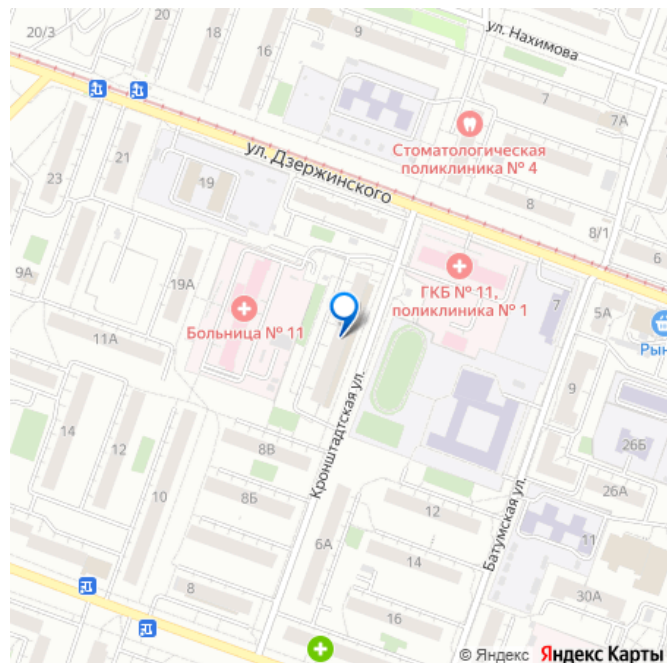 20/3
18
16
9
ул. Нахимова
7
7А
Стоматологическая
поликлиника № 4
ул. Дзержинского
21
23
19
8
8/1
6
9А
19А
ГКБ № 11,
поликлиника № 1
7
5А
Рын
Больница № 11
11А
Кронштадтская ул.
9
14
12
10
8В
8Б
26Б
26А
12
Батумская ул.
6А
14
11
8
16
30А
© Яндекс Яндекс Карты